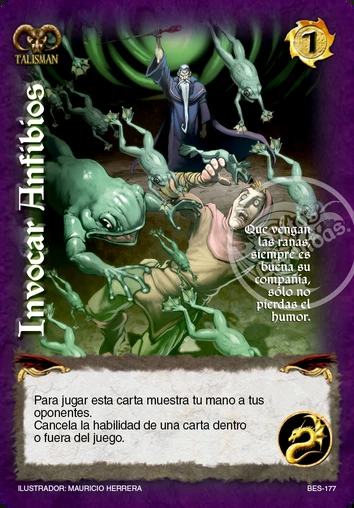 TALISMAN
1
Invocar Anfibios
Que vengan
las ranas,
siempre es
buena su
compañía,
sólo no
pierdas el
humor.
Para jugar esta carta muestra tu mano a tus
oponentes.
Cancela la habilidad de una carta dentro
o fuera del juego.
ILUSTRADOR: MAURICIO HERRERA
BES-177